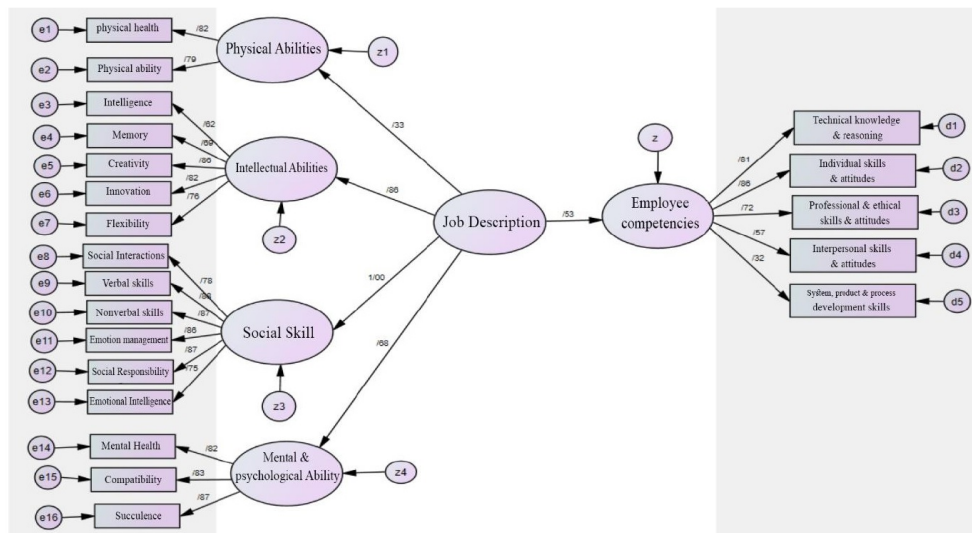 e1
physical health
/82
e2
Physical ability
/79
Physical Abilities
z1
e3
Intelligence
/62
e4
Memory
/69
e5
Creativity
/86
e6
Innovation
/82
e7
Flexibility
/76
Intellectual Abilities
z2
e8
Social Interactions
/78
e9
Verbal skills
e10
Nonverbal skills
/87
e11
Emotion management
/86
e12
Social Responsibility
/87
e13
Emotional Intelligence
/75
Social Skill
z3
e14
Mental Health
/82
e15
Compatibility
/83
e16
Succulence
/87
Mental &
psychological Ability
z4
/33
/86
1/00
/68
Job Description
/53
z
Employee
competencies
/81
Technical knowledge
& reasoning
d1
/86
Individual skills
& attitudes
d2
/72
Professional & ethical
skills & attitudes
d3
/57
Interpersonal skills
& attitudes
d4
/32
System, product & process
development skills
d5